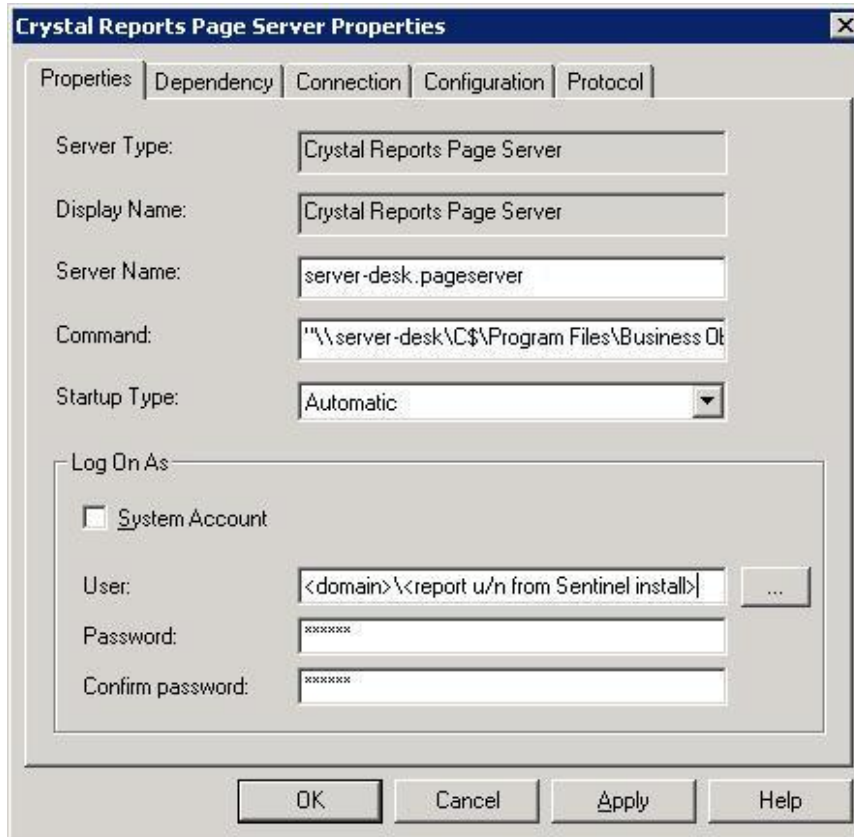 Crystal Reports Page Server Properties
Properties Dependency Connection Configuration Protocol
Server Type: Crystal Reports Page Server
Display Name: Crystal Reports Page Server
Server Name: server-desk.pageserver
Command: "\\server-desk\C$\Program Files\Business Ob
Startup Type: Automatic
Log On As
System Account
User: <domain>\<report u/n from Sentinel install> ...
Password: ******
Confirm password: ******
OK Cancel Apply Help